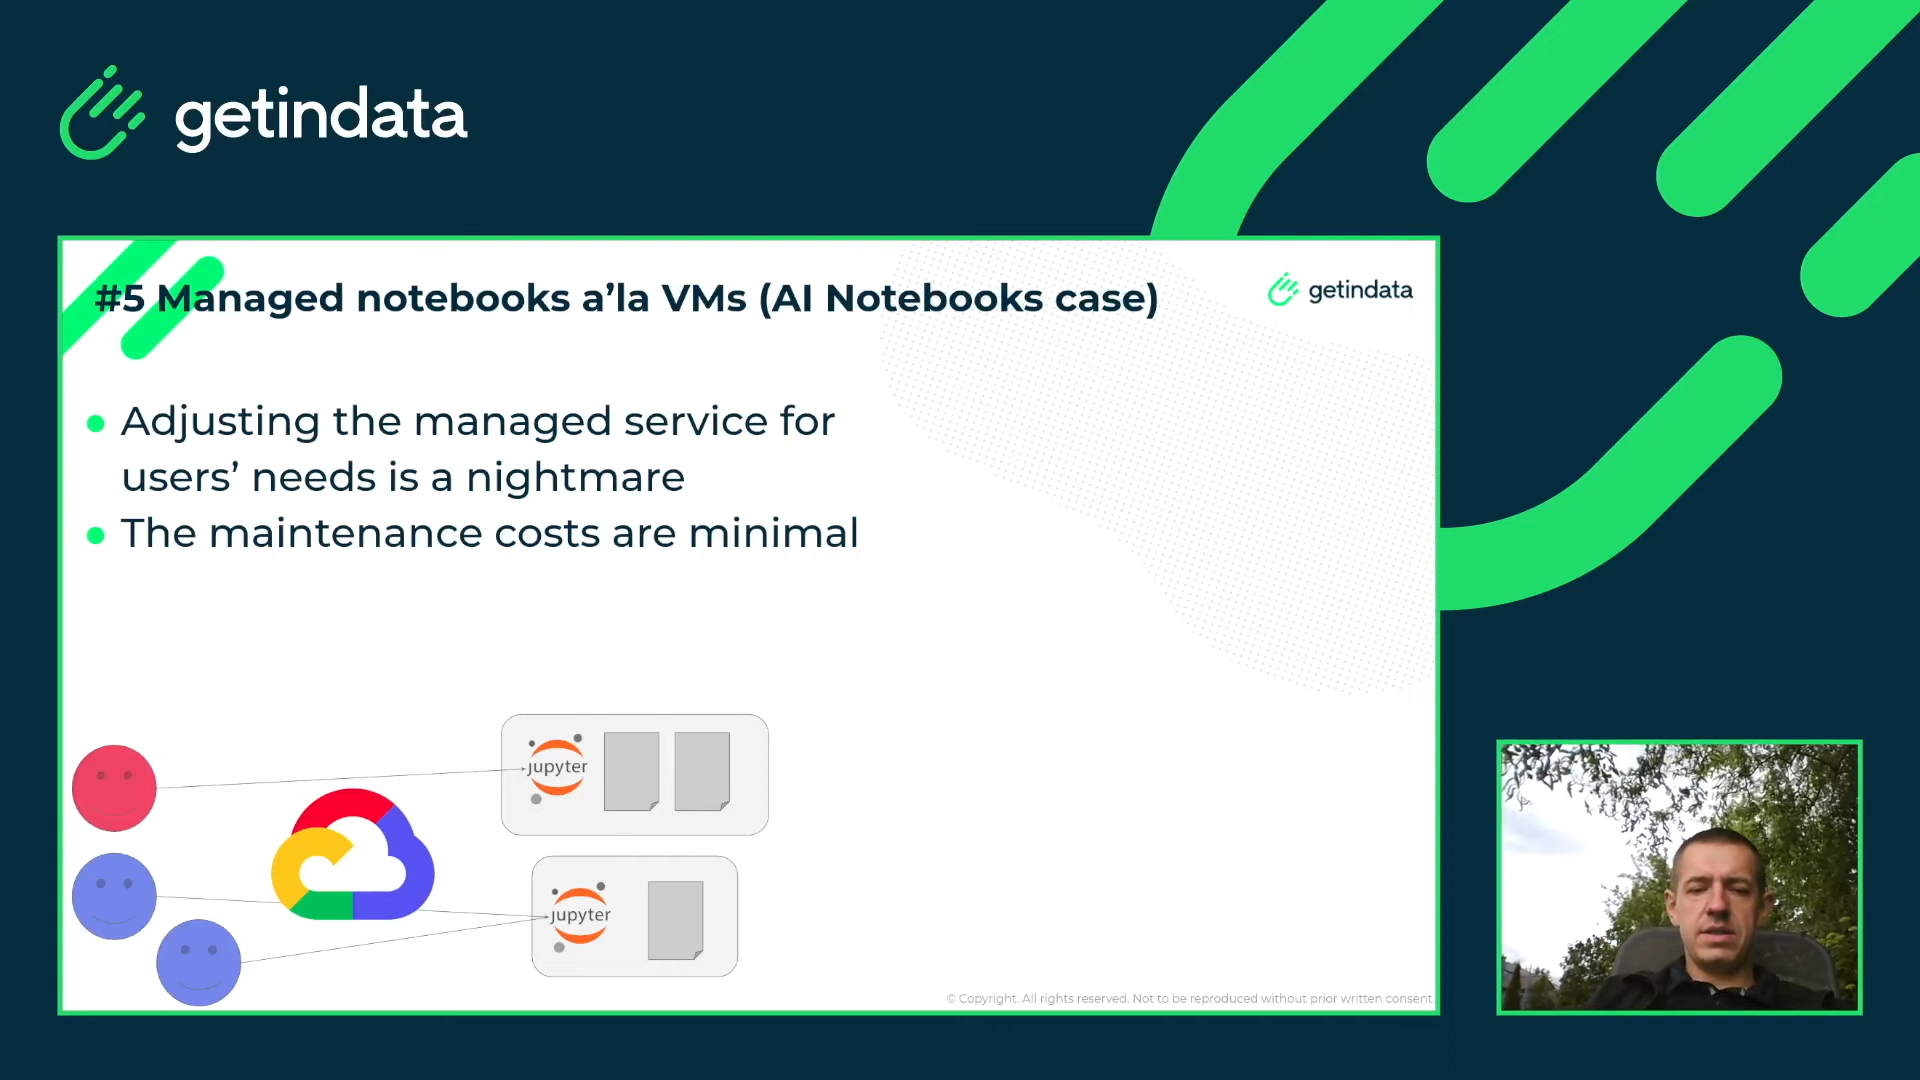 getindata
#5 Managed notebooks a’la VMs (AI Notebooks case)
getindata
Adjusting the managed service for
users’ needs is a nightmare
The maintenance costs are minimal
jupyter
jupyter
© Copyright. All rights reserved. Not to be reproduced without prior written consent.